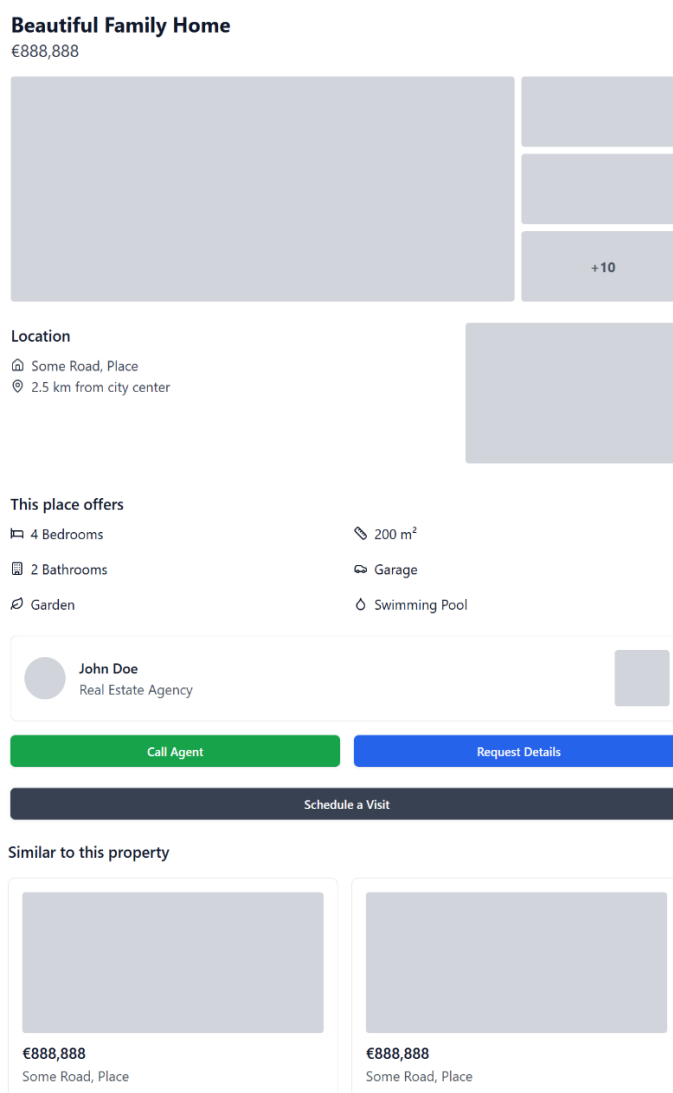 Beautiful Family Home
€888,888
+10
Location
Some Road, Place
2.5 km from city center
This place offers
4 Bedrooms
200 m²
2 Bathrooms
Garage
Garden
Swimming Pool
John Doe
Real Estate Agency
Call Agent
Request Details
Schedule a Visit
Similar to this property
€888,888
€888,888
Some Road, Place
Some Road, Place